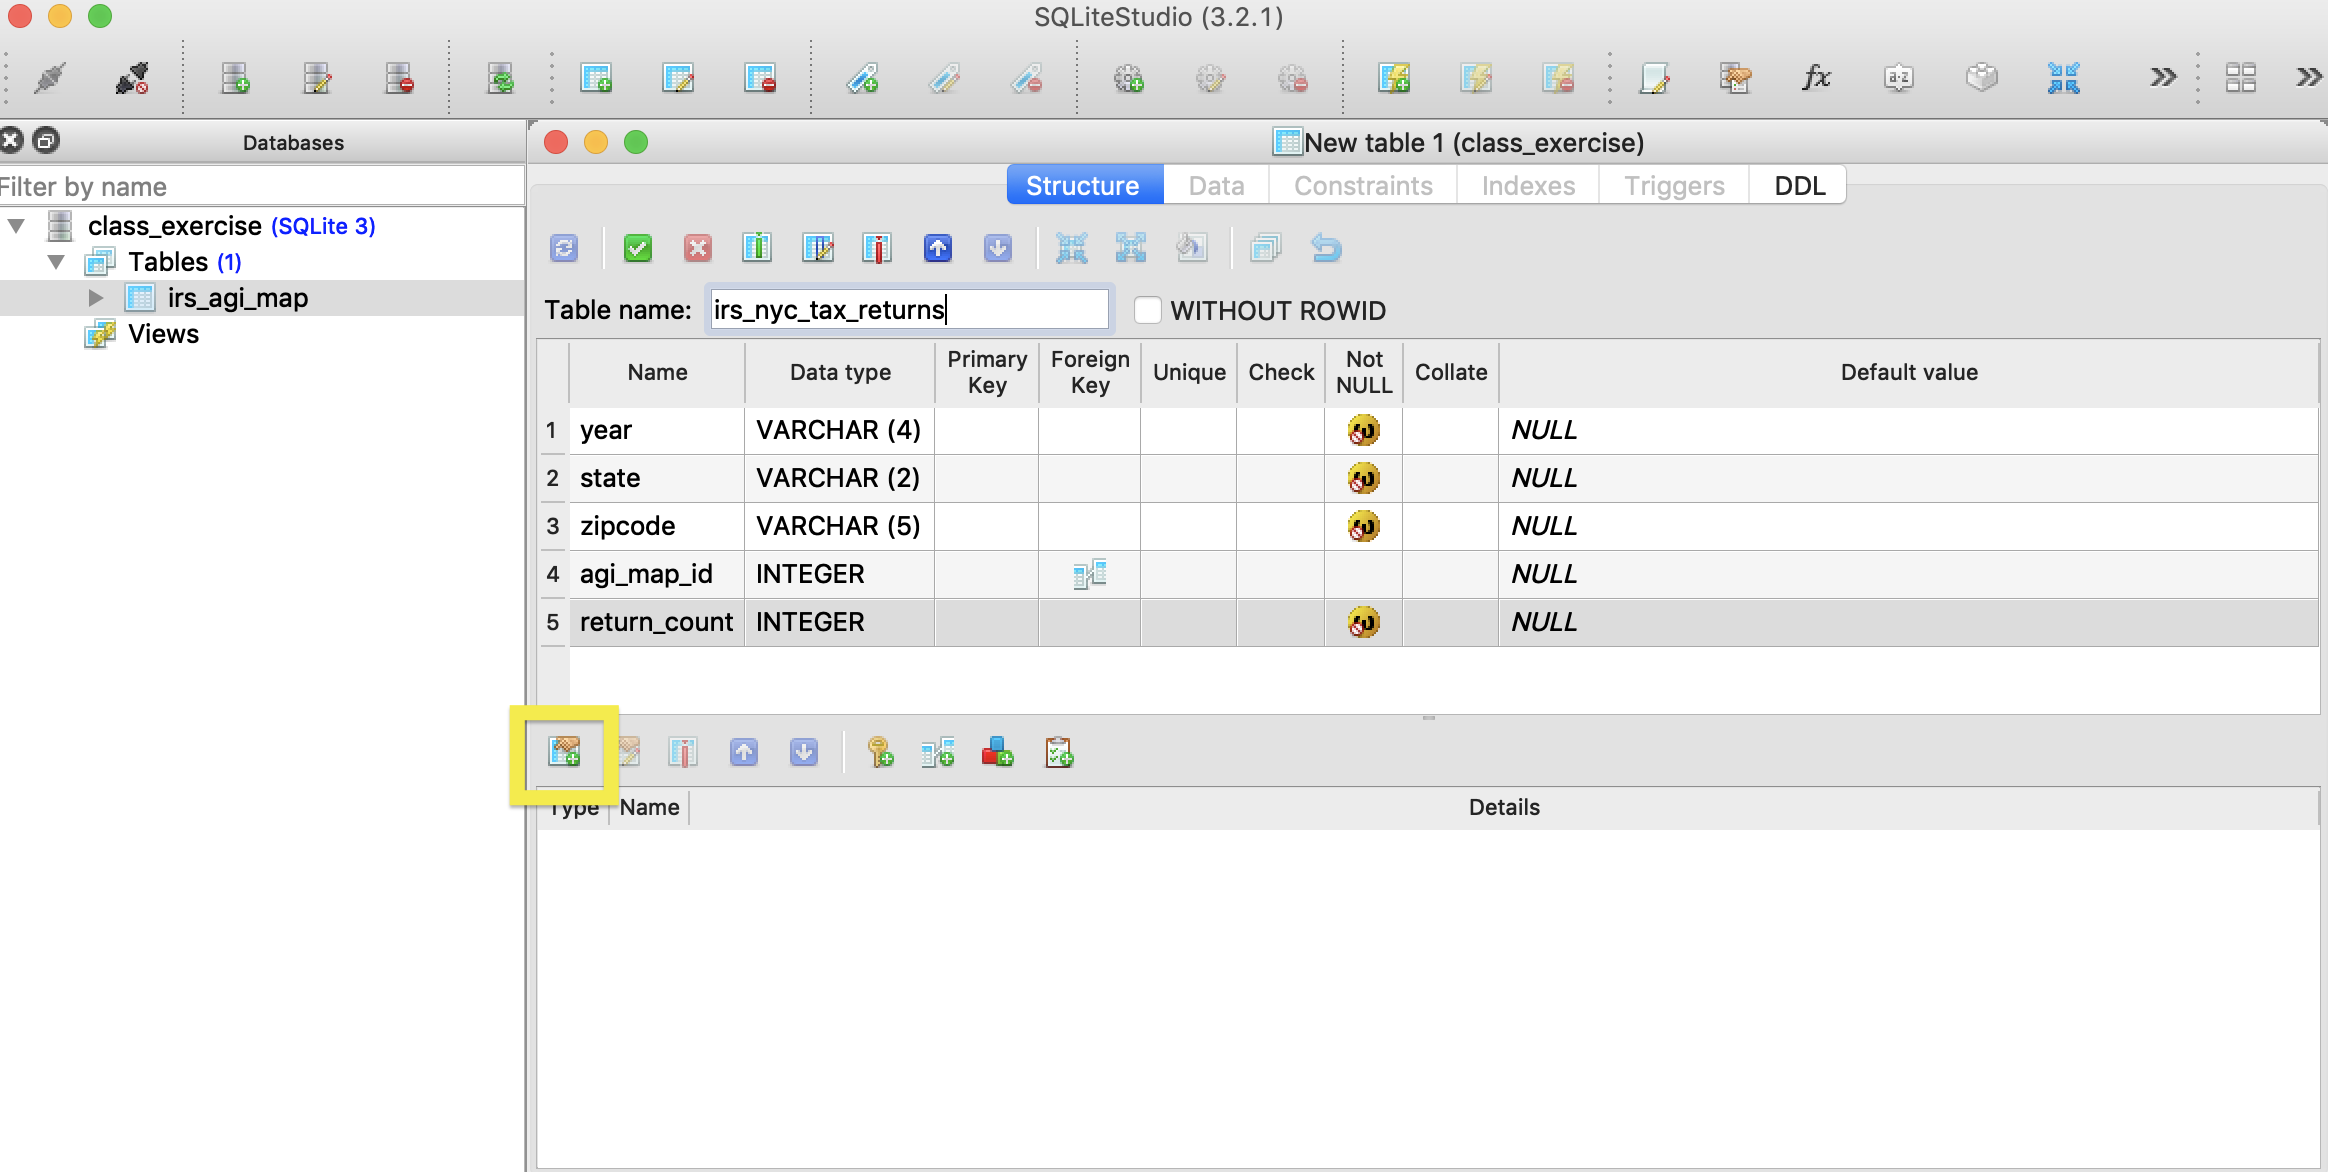 SQLiteStudio (3.2.1)
fx
a-z
Databases
Filter by name
class_exercise (SQLite 3)
Tables (1)
irs_agi_map
Views
New table 1 (class_exercise)
Structure Data Constraints Indexes Triggers DDL
Table name: irs_nyc_tax_returns WITHOUT ROWID
Name Data type Primary Key Foreign Key Unique Check Not NULL Collate Default value
1 year VARCHAR (4) NULL
2 state VARCHAR (2) NULL
3 zipcode VARCHAR (5) NULL
4 agi_map_id INTEGER NULL
5 return_count INTEGER NULL
Type Name Details